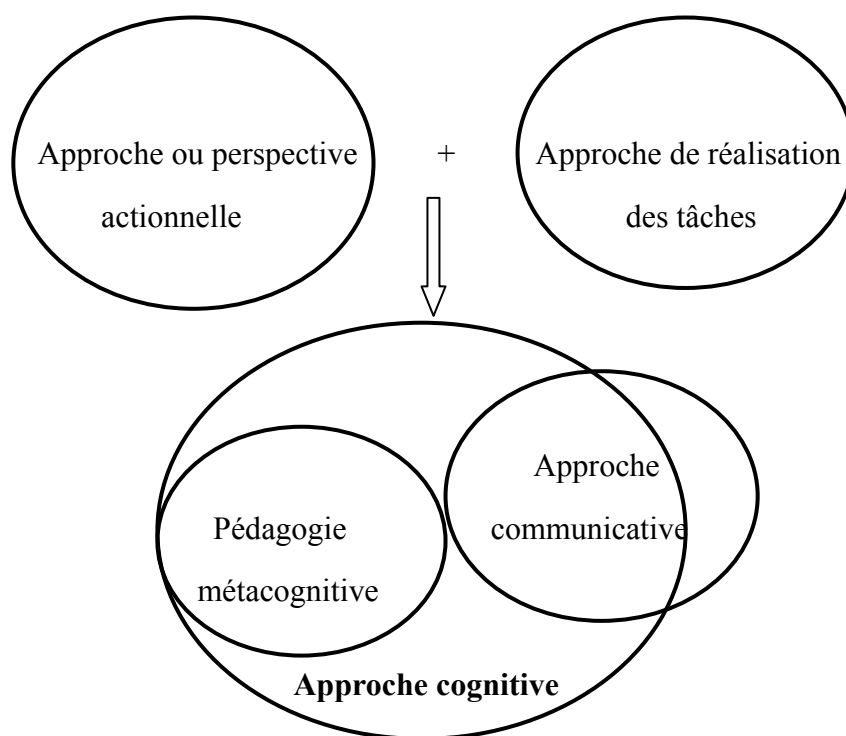 Approche ou perspective
actionnelle
+
Approche de réalisation
des tâches
Approche
communicative
Pédagogie
métacognitive
Approche cognitive